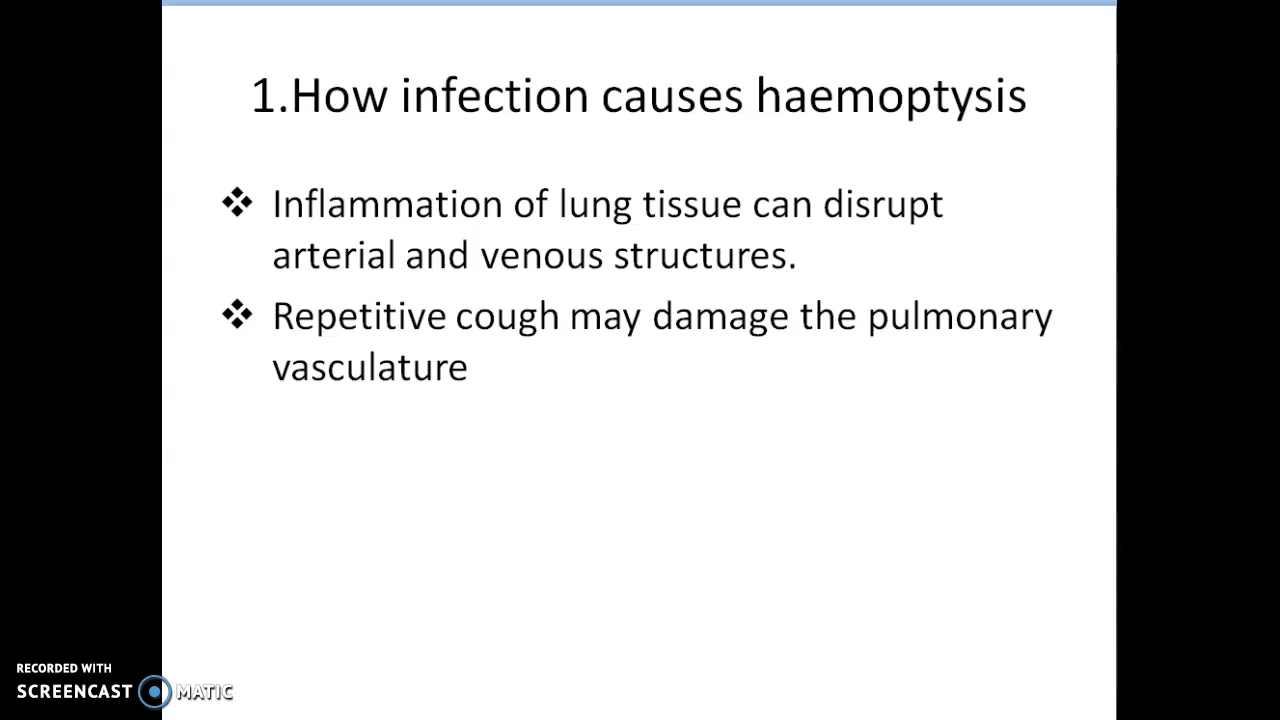 1.How infection causes haemoptysis
❖ Inflammation of lung tissue can disrupt
arterial and venous structures.
❖ Repetitive cough may damage the pulmonary
vasculature
RECORDED WITH
SCREENCAST MATIC